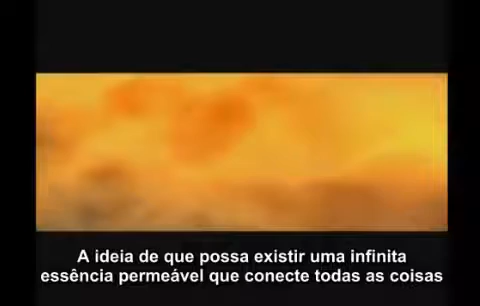 A ideia de que possa existir uma infinita
essência permeável que conecte todas as coisas